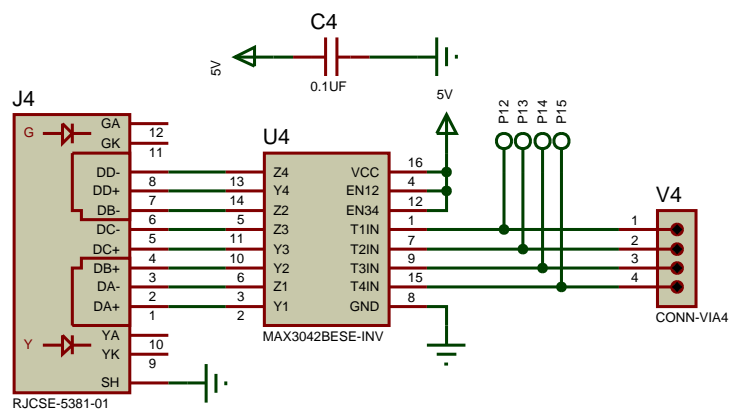 C4
5V
0.1UF
5V
P12
P13
P14
P15
J4
G
GA
12
GK
11
DD-
8
DD+
7
DB-
6
DC-
5
DC+
4
DB+
3
DA-
2
DA+
1
Y
YA
10
YK
9
SH
RJCSE-5381-01
U4
Z4
13
Y4
14
Z2
5
Z3
11
Y3
10
Y2
6
Z1
3
Y1
2
VCC
16
EN12
4
EN34
12
T1IN
1
T2IN
7
T3IN
9
T4IN
15
GND
8
MAX3042BESE-INV
V4
1
2
3
4
CONN-VIA4